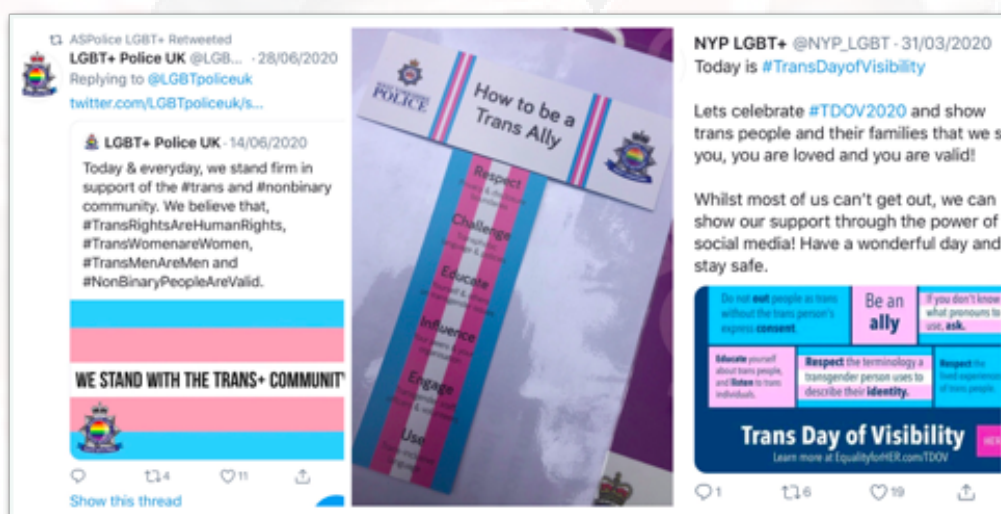 ASPolice LGBT+ Retweeted
LGBT+ Police UK @LGB... · 28/06/2020
Replying to @LGBTpoliceuk
twitter.com/LGBTpoliceuk/s...
LGBT+ Police UK · 14/06/2020
Today & everyday, we stand firm in
support of the #trans and #nonbinary
community. We believe that,
#TransRightsAreHumanRights,
#TransWomenareWomen,
#TransMenAreMen and
#NonBinaryPeopleAreValid.
WE STAND WITH THE TRANS+ COMMUNIT
4
11
Show this thread
POLICE
How to be a
Trans Ally
Respect
Challenge
Educate
Influence
Engage
Use
NYP LGBT+ @NYP_LGBT · 31/03/2020
Today is #TransDayofVisibility
Lets celebrate #TDOV2020 and show
trans people and their families that we s
you, you are loved and you are valid!
Whilst most of us can't get out, we can
show our support through the power of
social media! Have a wonderful day and
stay safe.
Do not out people as trans
without the trans person's
express consent.
Be an
ally
If you don't know
what pronouns to
use, ask.
Educate yourself
about trans people,
and listen to trans
individuals.
Respect the terminology a
transgender person uses to
describe their identity.
Respect the
lived experiences
of trans people.
Trans Day of Visibility
HER
Learn more at EqualityforHER.com/TDOV
1
6
19